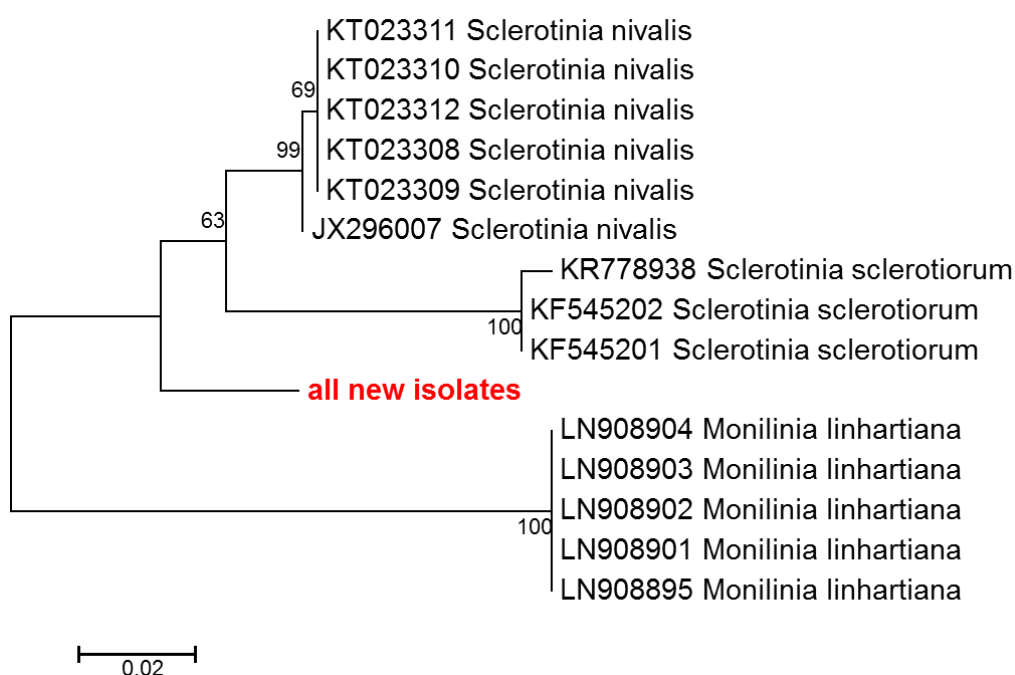 KT023311 Sclerotinia nivalis
KT023310 Sclerotinia nivalis
69
KT023312 Sclerotinia nivalis
99
KT023308 Sclerotinia nivalis
KT023309 Sclerotinia nivalis
63
JX296007 Sclerotinia nivalis
KR778938 Sclerotinia sclerotiorum
KF545202 Sclerotinia sclerotiorum
100
KF545201 Sclerotinia sclerotiorum
all new isolates
LN908904 Monilinia linhartiana
LN908903 Monilinia linhartiana
LN908902 Monilinia linhartiana
100
LN908901 Monilinia linhartiana
LN908895 Monilinia linhartiana
0.02